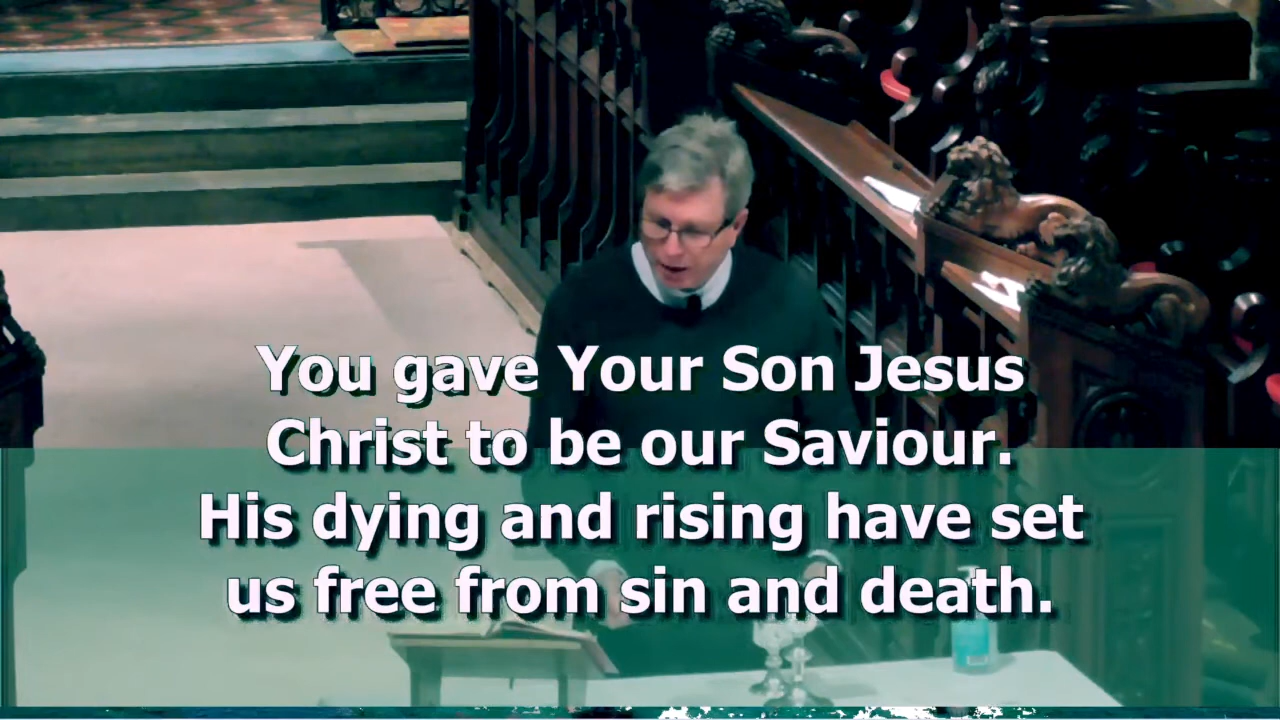 You gave Your Son Jesus
Christ to be our Saviour.
His dying and rising have set
us free from sin and death.